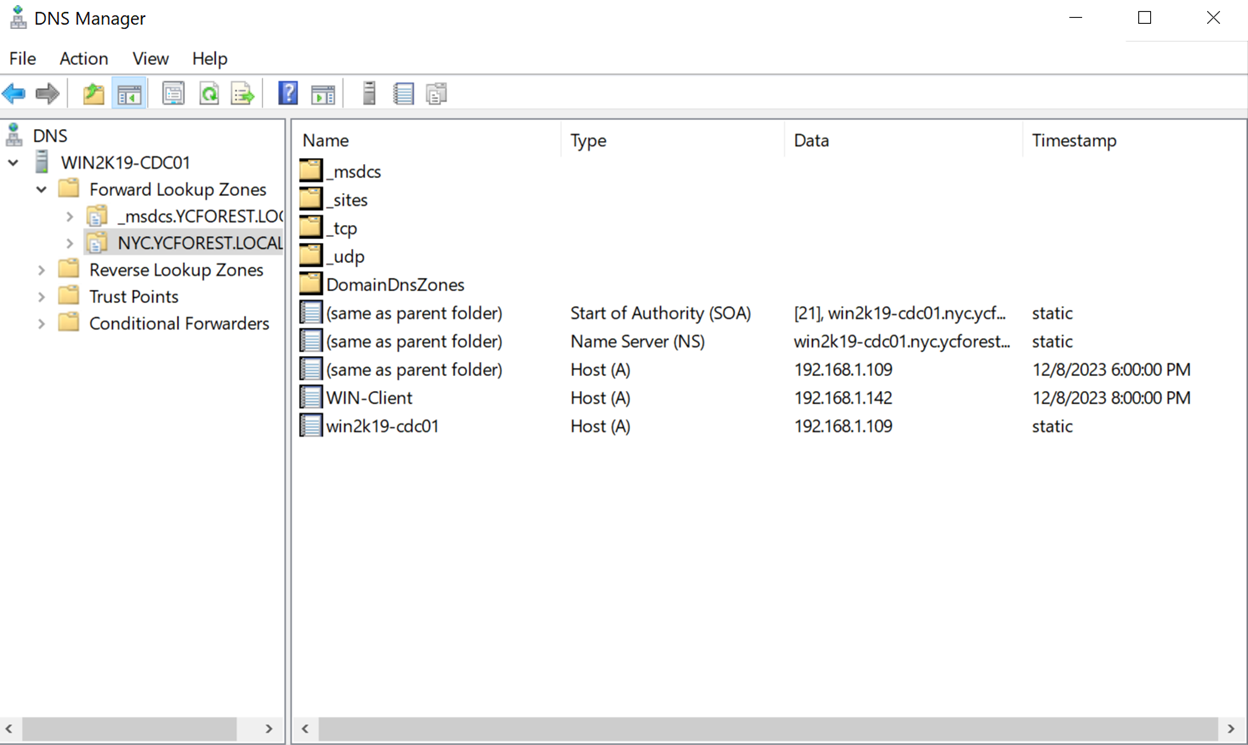 DNS Manager
File Action View Help
DNS
WIN2K19-CDC01
Forward Lookup Zones
_msdcs.YCFOREST.LOC
NYC.YCFOREST.LOCAL
Reverse Lookup Zones
Trust Points
Conditional Forwarders
Name Type Data Timestamp
_msdcs
_sites
_tcp
_udp
DomainDnsZones
(same as parent folder) Start of Authority (SOA) [21], win2k19-cdc01.nyc.ycf... static
(same as parent folder) Name Server (NS) win2k19-cdc01.nyc.ycforest... static
(same as parent folder) Host (A) 192.168.1.109 12/8/2023 6:00:00 PM
WIN-Client Host (A) 192.168.1.142 12/8/2023 8:00:00 PM
win2k19-cdc01 Host (A) 192.168.1.109 static